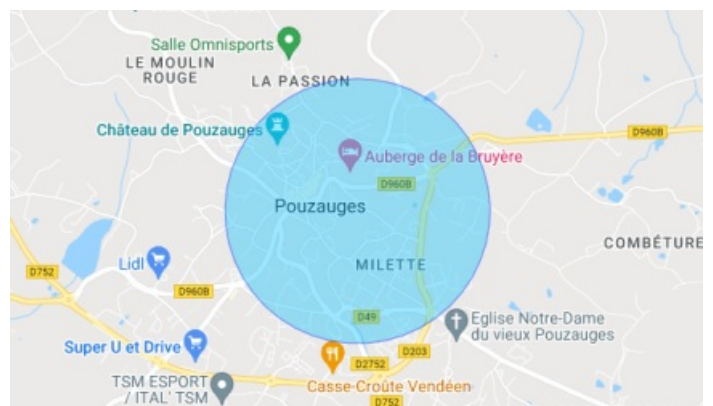 Salle Omnisports
LE MOULIN
ROUGE
LA PASSION
Château de Pouzauges
D960B
Auberge de la Bruyère
D960B
Pouzauges
COMBÉTURE
Lidl
MILETTE
D752
D960B
D49
Eglise Notre-Dame
du vieux Pouzauges
Super U et Drive
D203
D2752
TSM ESPORT
/ ITAL' TSM
Casse-Croûte Vendéen
D752